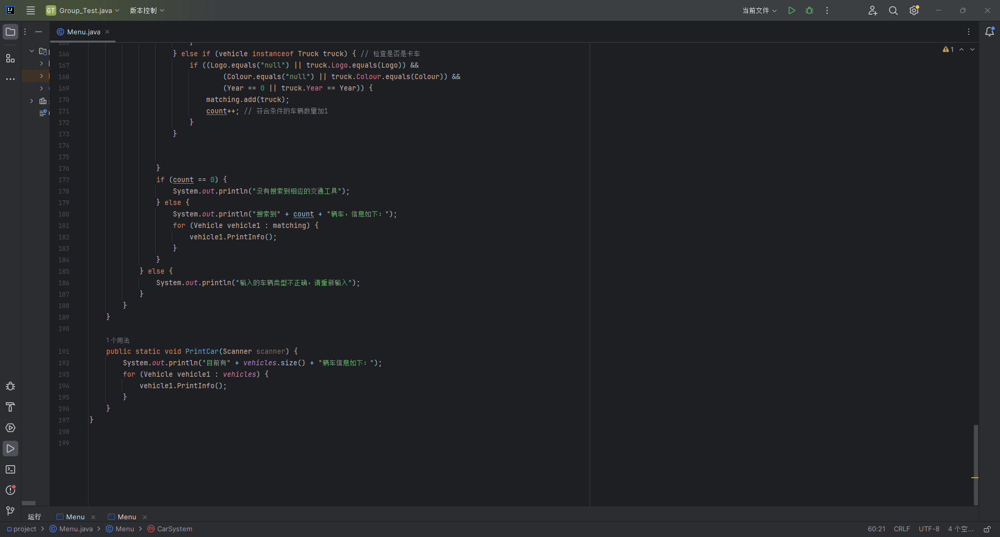 GT Group_Test.java 版本控制 当前文件
Menu.java
165 }
166 } else if (vehicle instanceof Truck truck) { // 检查是否是卡车
167 if ((Logo.equals("null") || truck.Logo.equals(Logo)) &&
168 (Colour.equals("null") || truck.Colour.equals(Colour)) &&
169 (Year == 0 || truck.Year == Year)) {
170 matching.add(truck);
171 count++; // 符合条件的车辆数量加1
172 }
173 }
174
175
176 }
177 if (count == 0) {
178 System.out.println("没有搜索到相应的交通工具");
179 } else {
180 System.out.println("搜索到" + count + "辆车，信息如下：");
181 for (Vehicle vehicle1 : matching) {
182 vehicle1.PrintInfo();
183 }
184 }
185 } else {
186 System.out.println("输入的车辆类型不正确，请重新输入");
187 }
188 }
189 }
190
1个用法
191 public static void PrintCar(Scanner scanner) {
192 System.out.println("目前有" + vehicles.size() + "辆车信息如下：");
193 for (Vehicle vehicle1 : vehicles) {
194 vehicle1.PrintInfo();
195 }
196 }
197 }
198
199
1
运行 Menu Menu
project Menu.java Menu CarSystem 60:21 CRLF UTF-8 4 个空...